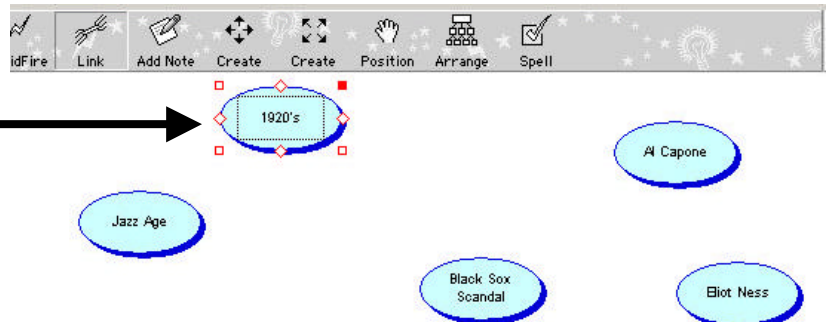 idFire Link Add Note Create Create Position Arrange Spell
1920's
Al Capone
Jazz Age
Black Sox
Scandal
Eliot Ness